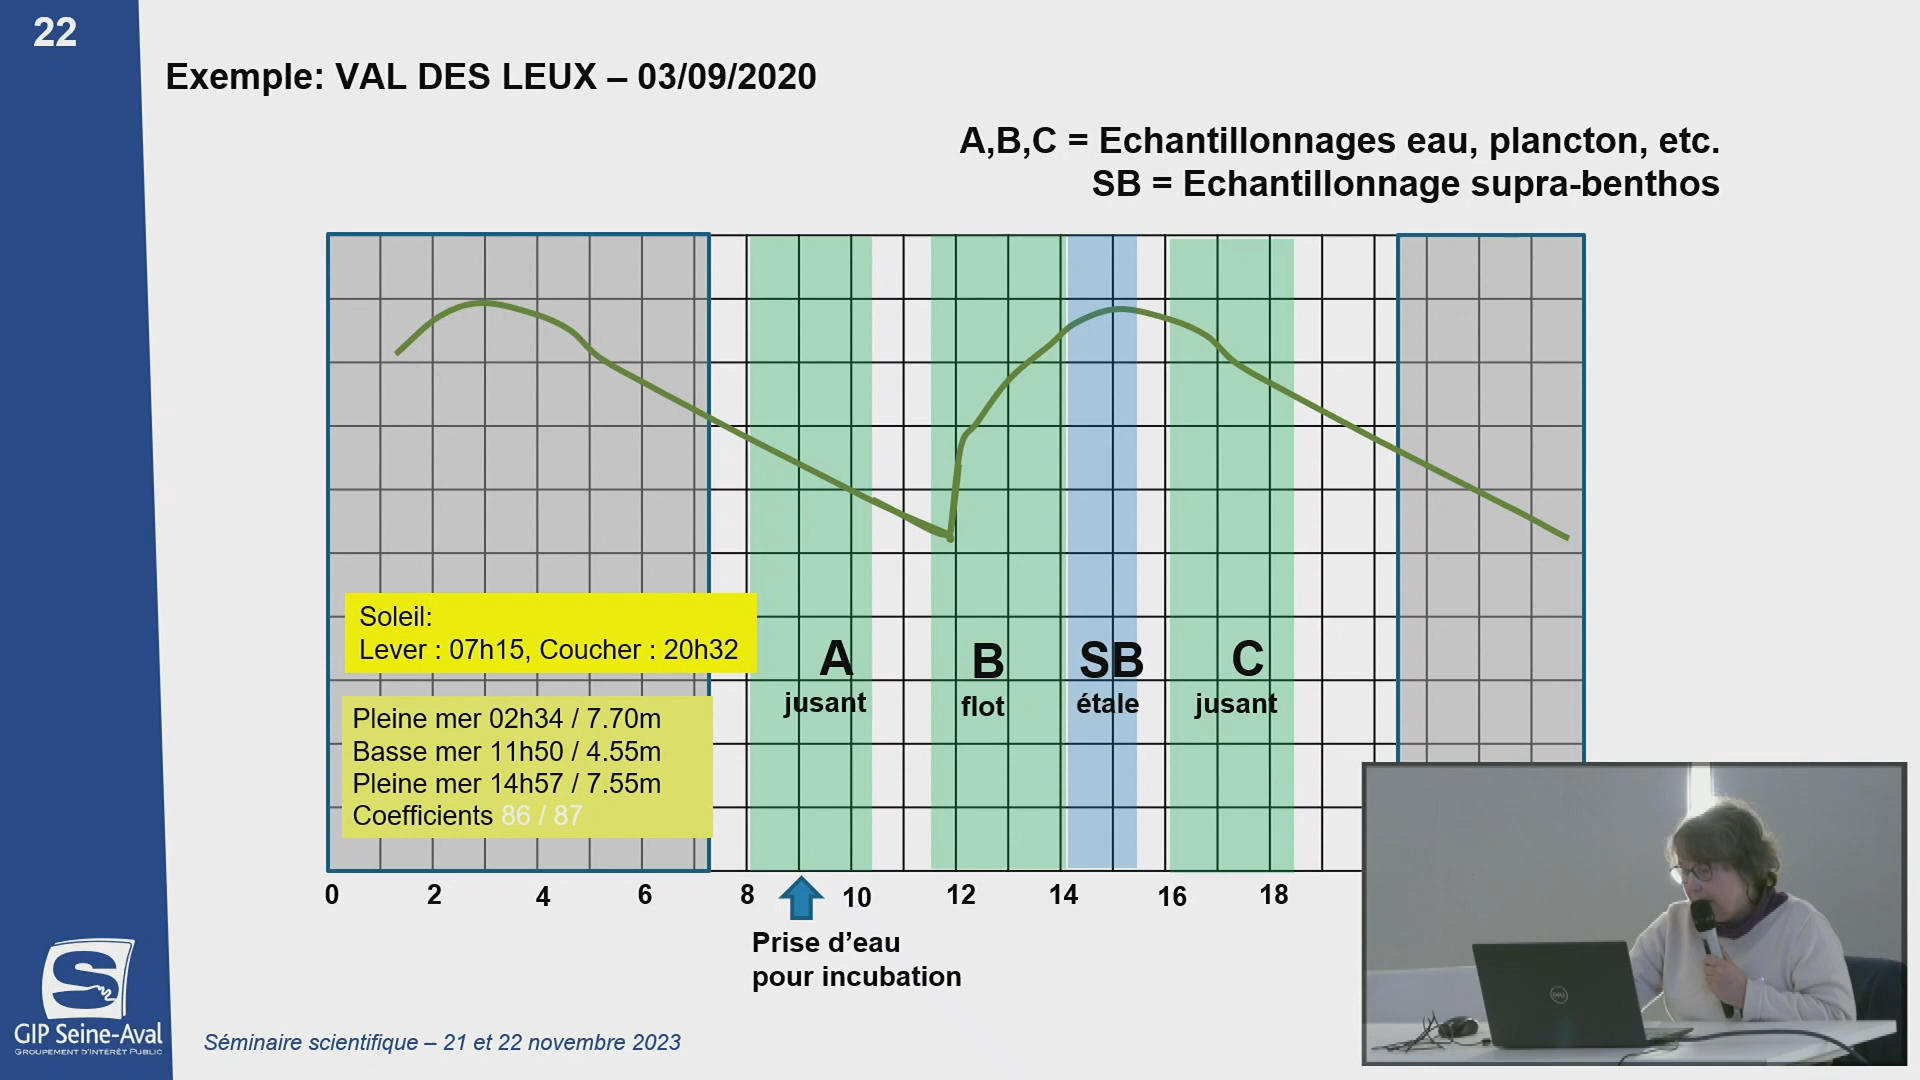 22
Exemple: VAL DES LEUX – 03/09/2020
A,B,C = Echantillonnages eau, plancton, etc.
SB = Echantillonnage supra-benthos
Soleil:
Lever : 07h15, Coucher : 20h32
Pleine mer 02h34 / 7.70m
Basse mer 11h50 / 4.55m
Pleine mer 14h57 / 7.55m
Coefficients 86 / 87
A
jusant
B
flot
SB
étale
C
jusant
0 2 4 6 8 10 12 14 16 18
Prise d’eau
pour incubation
S
GIP Seine-Aval
GROUPEMENT D'INTÉRÊT PUBLIC
Séminaire scientifique – 21 et 22 novembre 2023
DELL